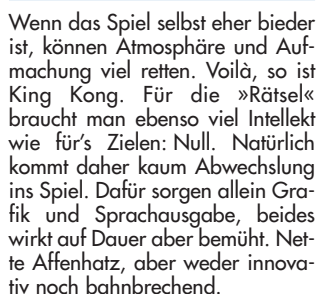 Wenn das Spiel selbst eher bieder
ist, können Atmosphäre und Auf-
machung viel retten. Voilà, so ist
King Kong. Für die »Rätsel«
braucht man ebenso viel Intellekt
wie für's Zielen: Null. Natürlich
kommt daher kaum Abwechslung
ins Spiel. Dafür sorgen allein Gra-
fik und Sprachausgabe, beides
wirkt auf Dauer aber bemüht. Net-
te Affenhatz, aber weder innova-
tiv noch bahnbrechend.